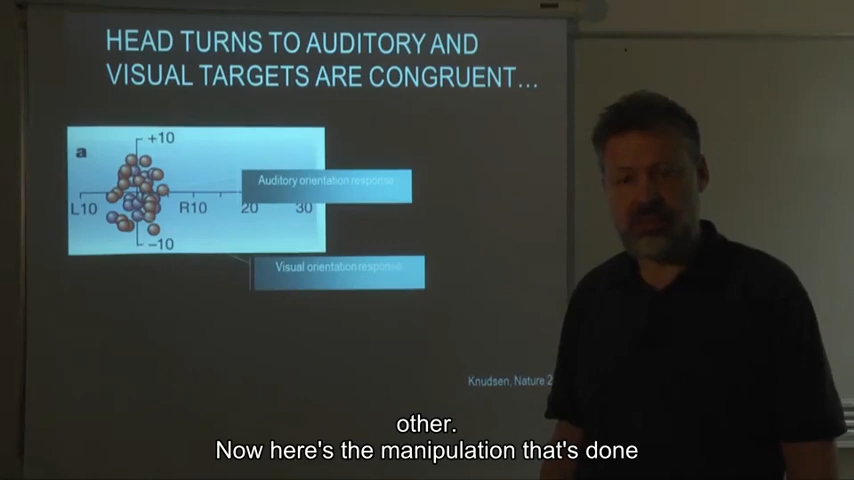 HEAD TURNS TO AUDITORY AND
VISUAL TARGETS ARE CONGRUENT…
a
+10
Auditory orientation response
L10 R10 20 30
–10
Visual orientation response
Knudsen, Nature 2
other.
Now here's the manipulation that's done